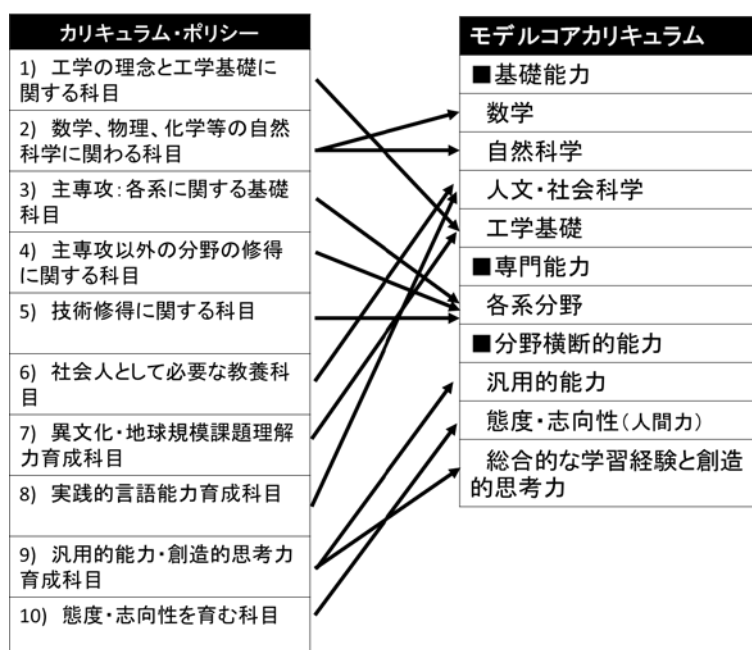 カリキュラム・ポリシー
1) 工学の理念と工学基礎に
関する科目
2) 数学、物理、化学等の自然
科学に関わる科目
3) 主専攻：各系に関する基礎
科目
4) 主専攻以外の分野の修得
に関する科目
5) 技術修得に関する科目
6) 社会人として必要な教養科
目
7) 異文化・地球規模課題理解
力育成科目
8) 実践的言語能力育成科目
9) 汎用的能力・創造的思考力
育成科目
10) 態度・志向性を育む科目
モデルコアカリキュラム
■基礎能力
数学
自然科学
人文・社会科学
工学基礎
■専門能力
各系分野
■分野横断的能力
汎用的能力
態度・志向性（人間力）
総合的な学習経験と創造
的思考力